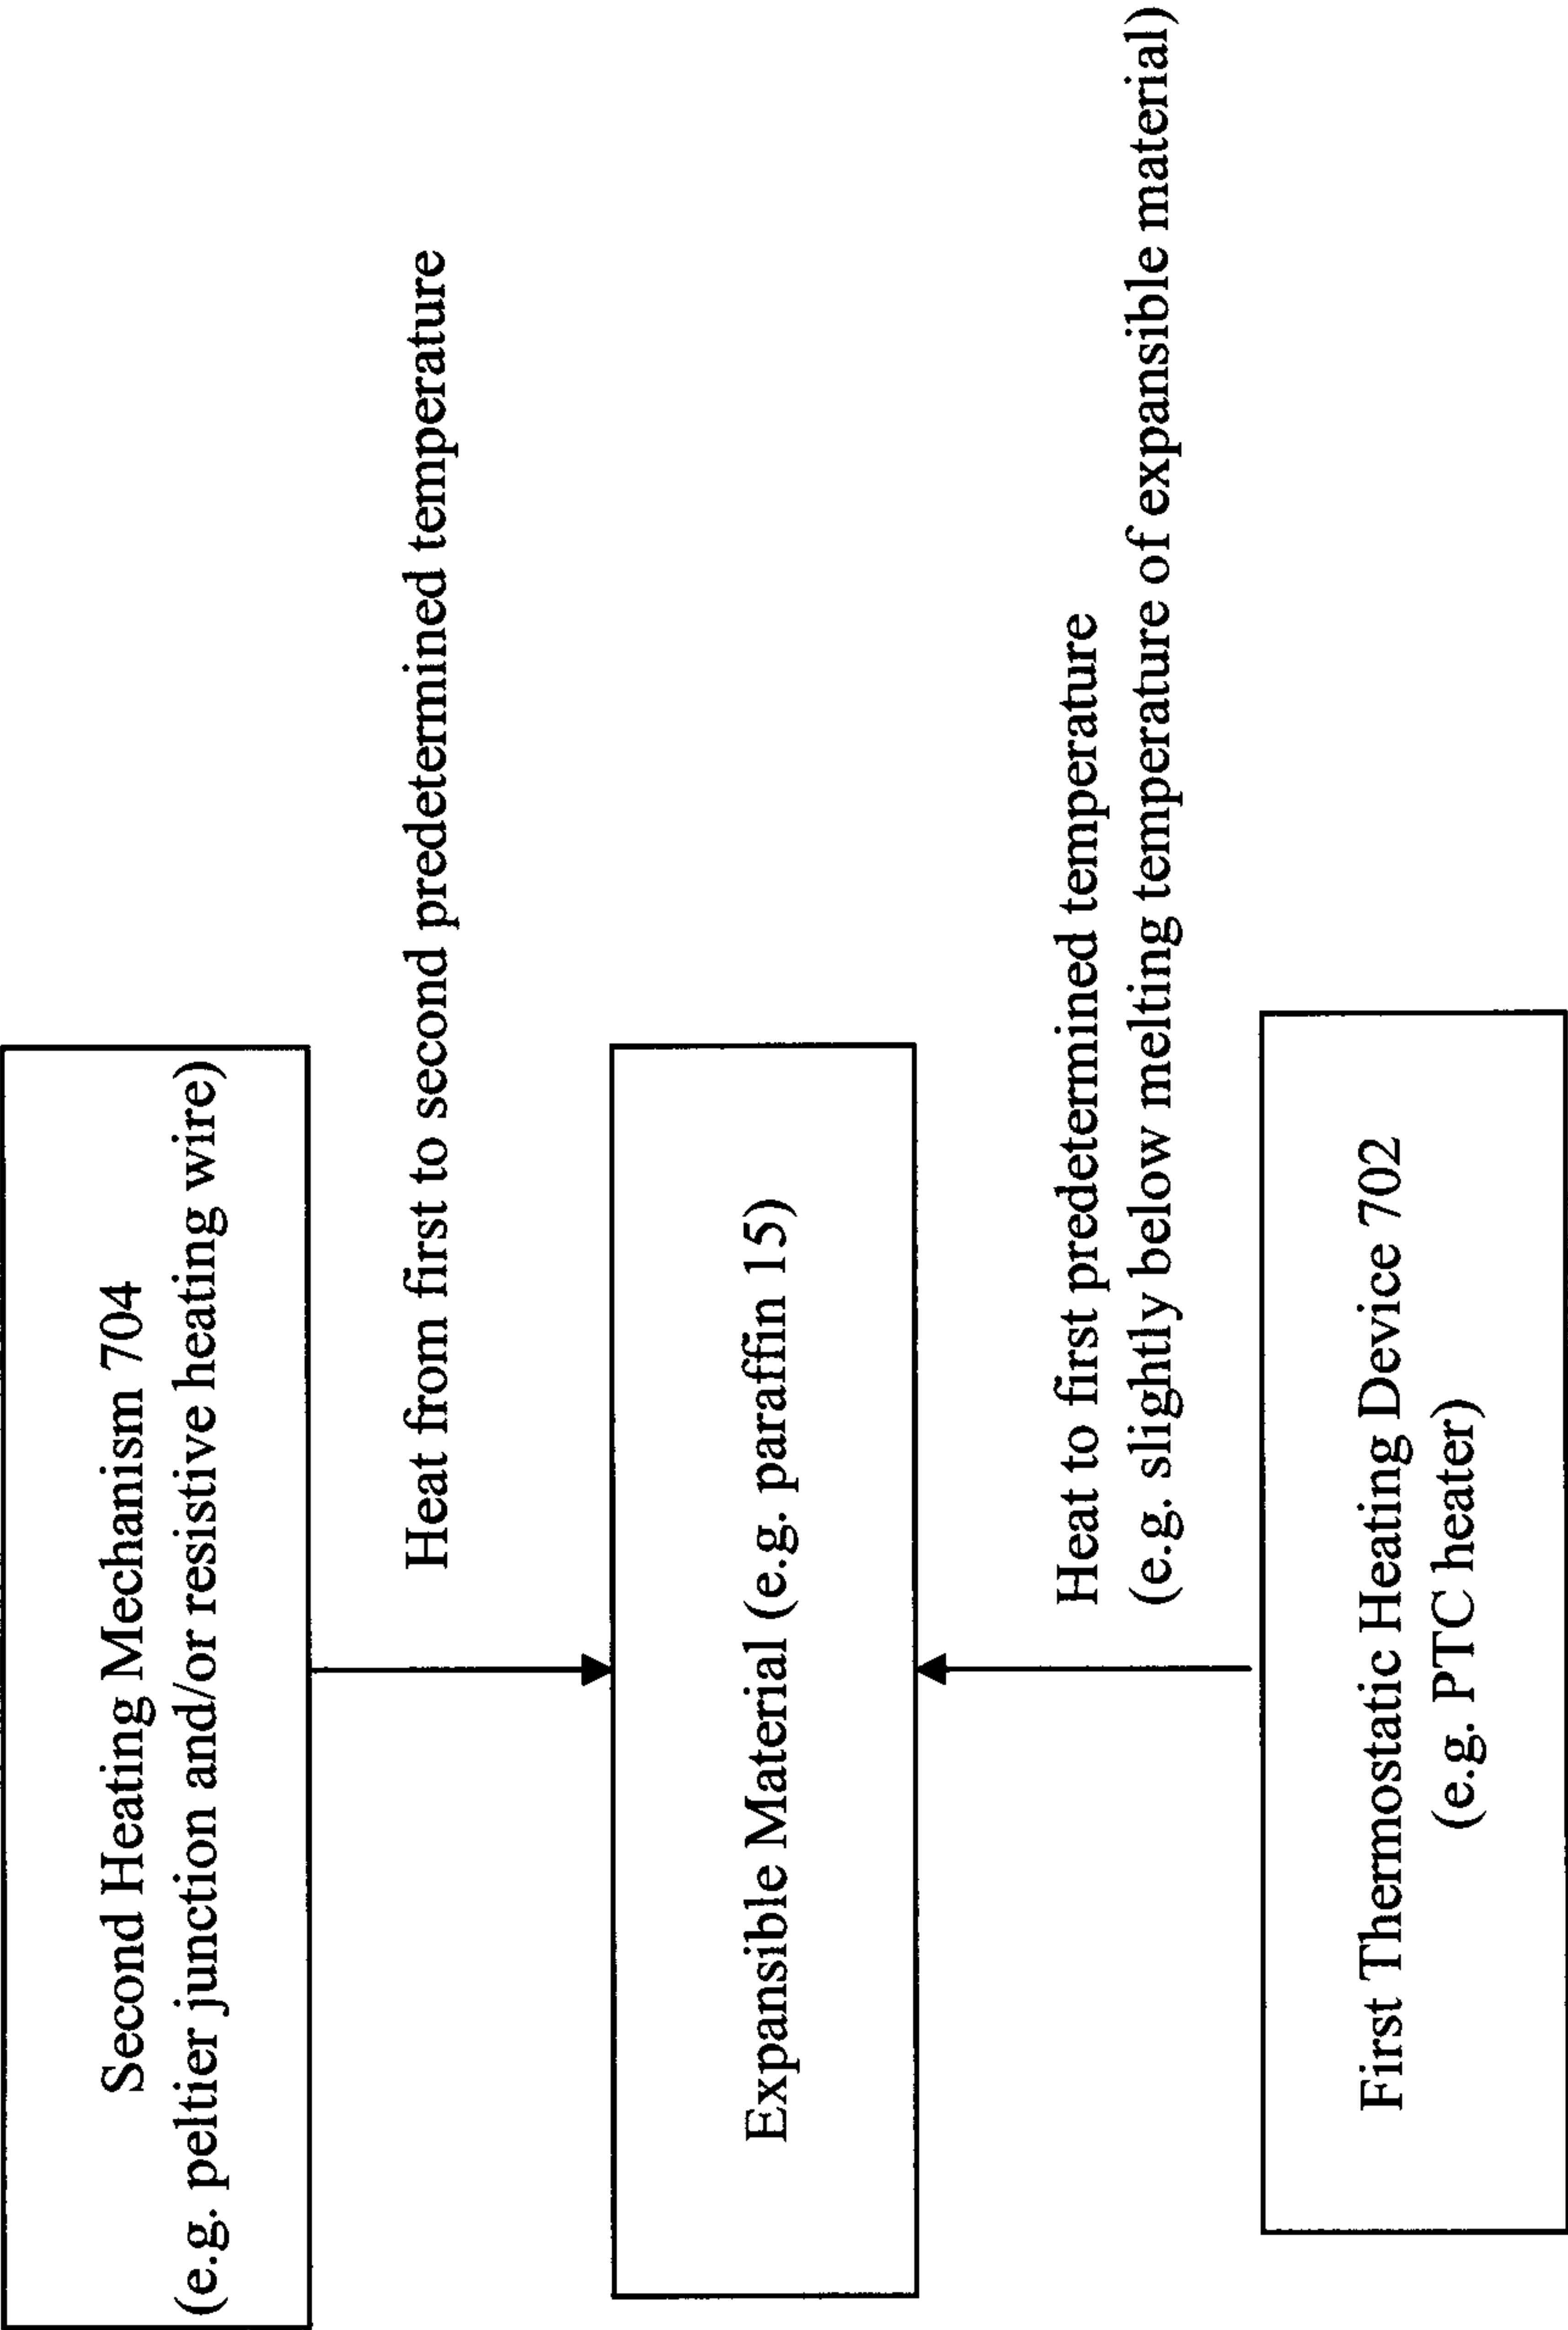 Second Heating Mechanism 704
(e.g. peltier junction and/or resistive heating wire)
Heat from first to second predetermined temperature
Expansible Material (e.g. paraffin 15)
Heat to first predetermined temperature
(e.g. slightly below melting temperature of expansible material)
First Thermostatic Heating Device 702
(e.g. PTC heater)